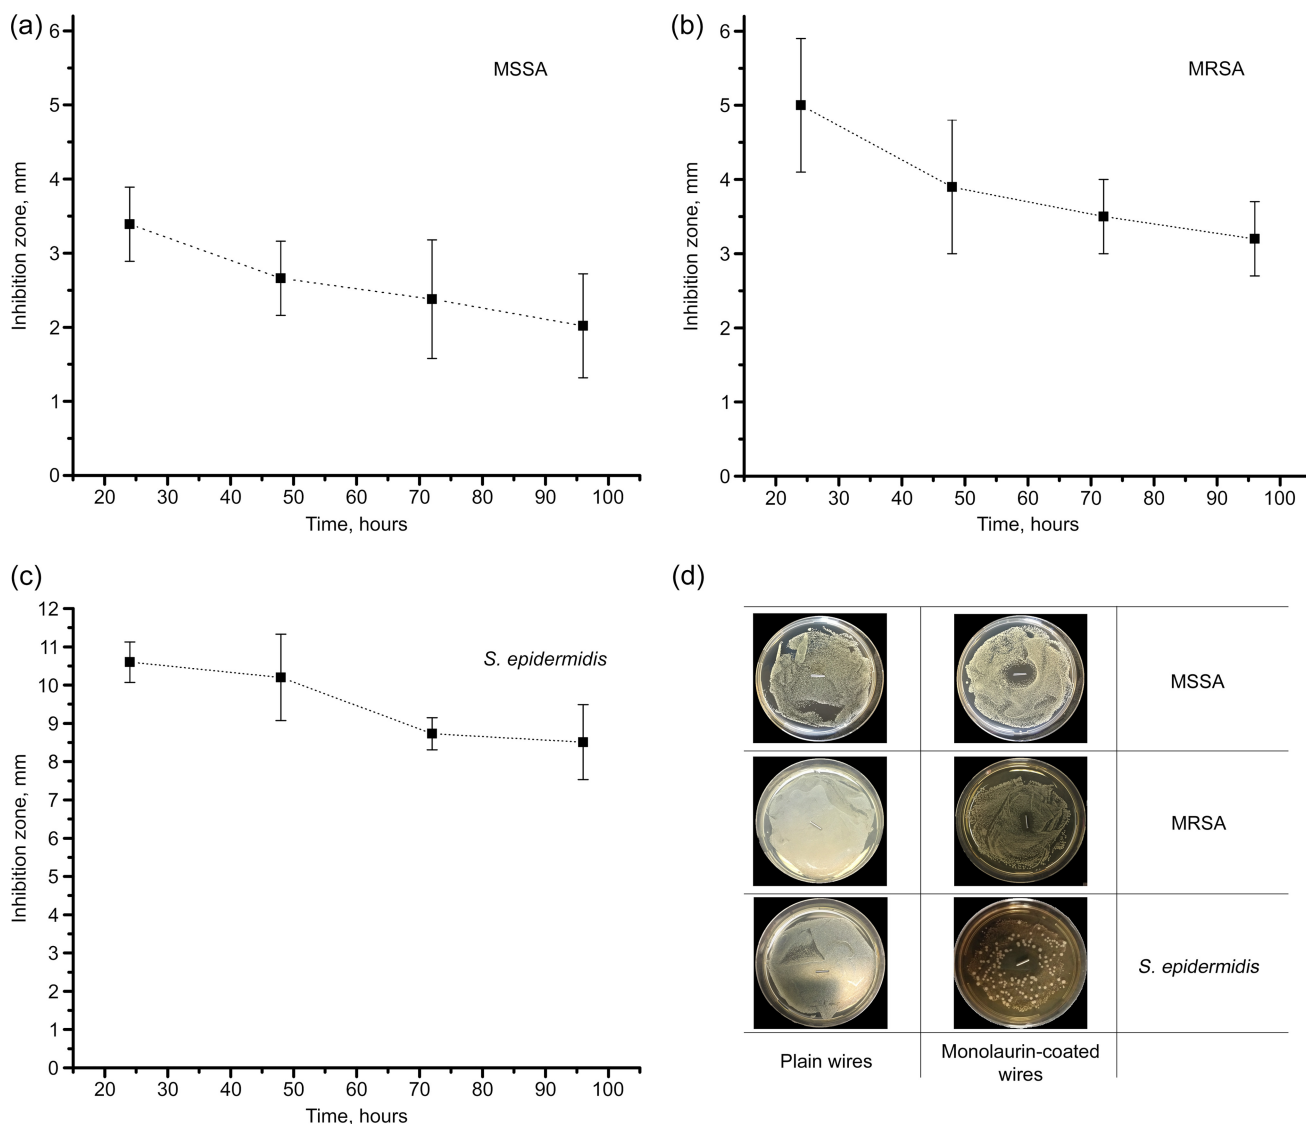 (a)
MSSA
6
5
4
3
2
1
0
Inhibition zone, mm
20 30 40 50 60 70 80 90 100
Time, hours
(b)
MRSA
6
5
4
3
2
1
0
Inhibition zone, mm
20 30 40 50 60 70 80 90 100
Time, hours
(c)
S. epidermidis
12
11
10
9
8
7
6
5
4
3
2
1
0
Inhibition zone, mm
20 30 40 50 60 70 80 90 100
Time, hours
(d)
MSSA
MRSA
S. epidermidis
Plain wires
Monolaurin-coated
wires